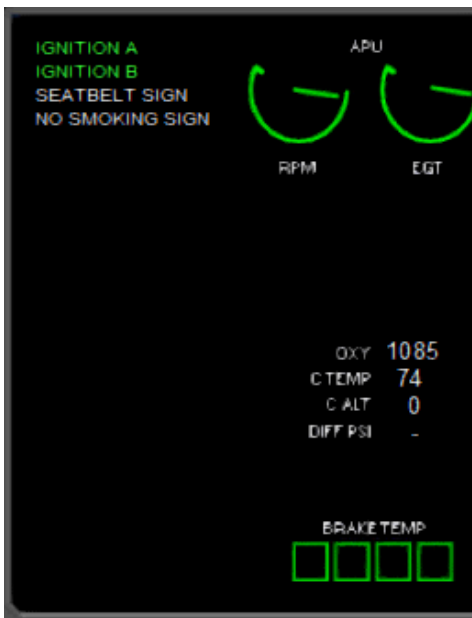 IGNITION A
IGNITION B
SEATBELT SIGN
NO SMOKING SIGN
APU
RPM
EGT
OXY 1085
C TEMP 74
C ALT 0
DIFF PSI -
BRAKE TEMP